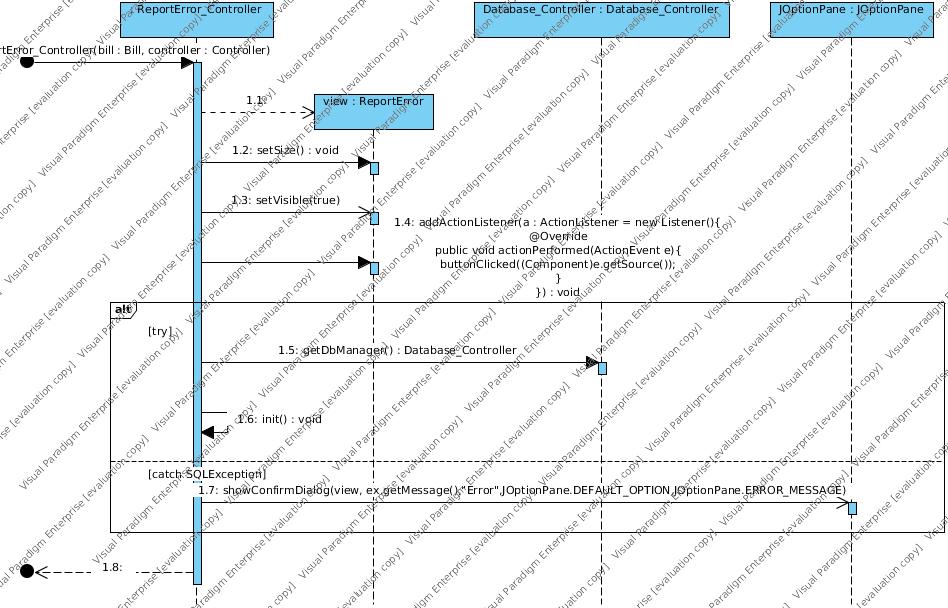 ReportError_Controller
Database_Controller : Database_Controller
JOptionPane : JOptionPane
rtError_Controller(bill : Bill, controller : Controller)
1.1:
view : ReportError
1.2: setSize() : void
1.3: setVisible(true)
1.4: addActionListener(a : ActionListener = new Listener(){
@Override
public void actionPerformed(ActionEvent e){
buttonClicked((Component)e.getSource());
}
}) : void
alt
[try]
1.5: getDbManager() : Database_Controller
1.6: init() : void
[catch SQLException]
1.7: showConfirmDialog(view, ex.getMessage(),"Error",JOptionPane.DEFAULT_OPTION,JOptionPane.ERROR_MESSAGE)
1.8:
Visual Paradigm Enterprise [evaluation copy]